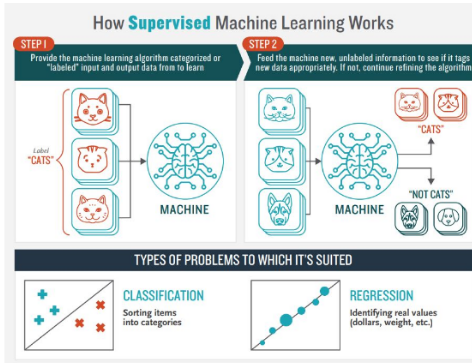 How Supervised Machine Learning Works
STEP I
Provide the machine learning algorithm categorized or
“labeled” input and output data from to learn
STEP 2
Feed the machine new, unlabeled information to see if it tags
new data appropriately. If not, continue refining the algorithm
Label
“CATS”
MACHINE
MACHINE
“CATS”
“NOT CATS”
TYPES OF PROBLEMS TO WHICH IT'S SUITED
CLASSIFICATION
Sorting items
into categories
REGRESSION
Identifying real values
(dollars, weight, etc.)